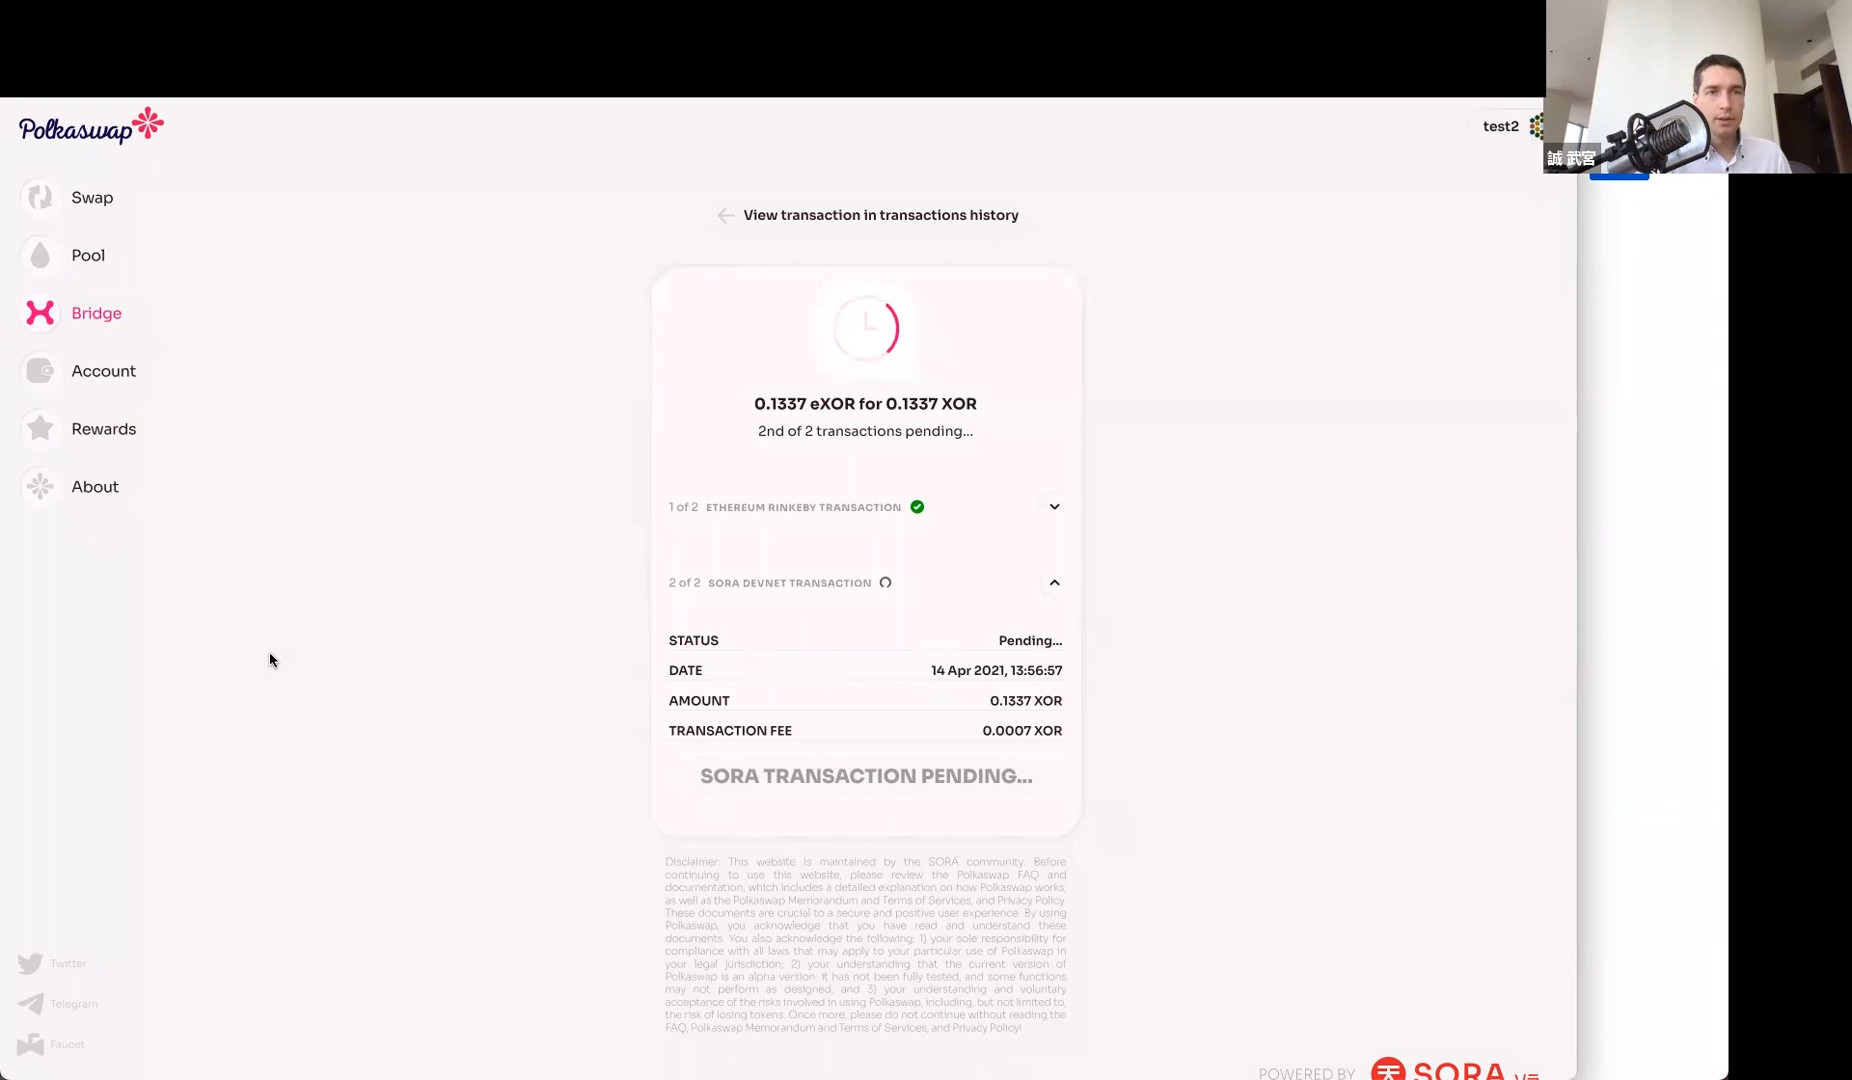 Polkaswap
test2
誠 武宮
Swap
Pool
Bridge
Account
Rewards
About
View transaction in transactions history
0.1337 eXOR for 0.1337 XOR
2nd of 2 transactions pending...
1 of 2 ETHEREUM RINKEBY TRANSACTION
2 of 2 SORA DEVNET TRANSACTION
STATUS Pending...
DATE 14 Apr 2021, 13:56:57
AMOUNT 0.1337 XOR
TRANSACTION FEE 0.0007 XOR
SORA TRANSACTION PENDING...
Disclaimer: This website is maintained by the SORA community. Before
continuing to use this website, please review the Polkaswap FAQ and
documentation, which includes a detailed explanation on how Polkaswap works,
as well as the Polkaswap Memorandum and Terms of Services, and Privacy Policy.
These documents are crucial to a secure and positive user experience. By using
Polkaswap, you acknowledge that you have read and understand these
documents. You also acknowledge the following: 1) your sole responsibility for
compliance with all laws that may apply to your particular use of Polkaswap in
your legal jurisdiction; 2) your understanding that the current version of
Polkaswap is an alpha version: it has not been fully tested, and some functions
may not perform as designed; and 3) your understanding and voluntary
acceptance of the risks involved in using Polkaswap, including, but not limited to,
the risk of losing tokens. Once more, please do not continue without reading the
FAQ, Polkaswap Memorandum and Terms of Services, and Privacy Policy!
Twitter
Telegram
Faucet
POWERED BY SORA